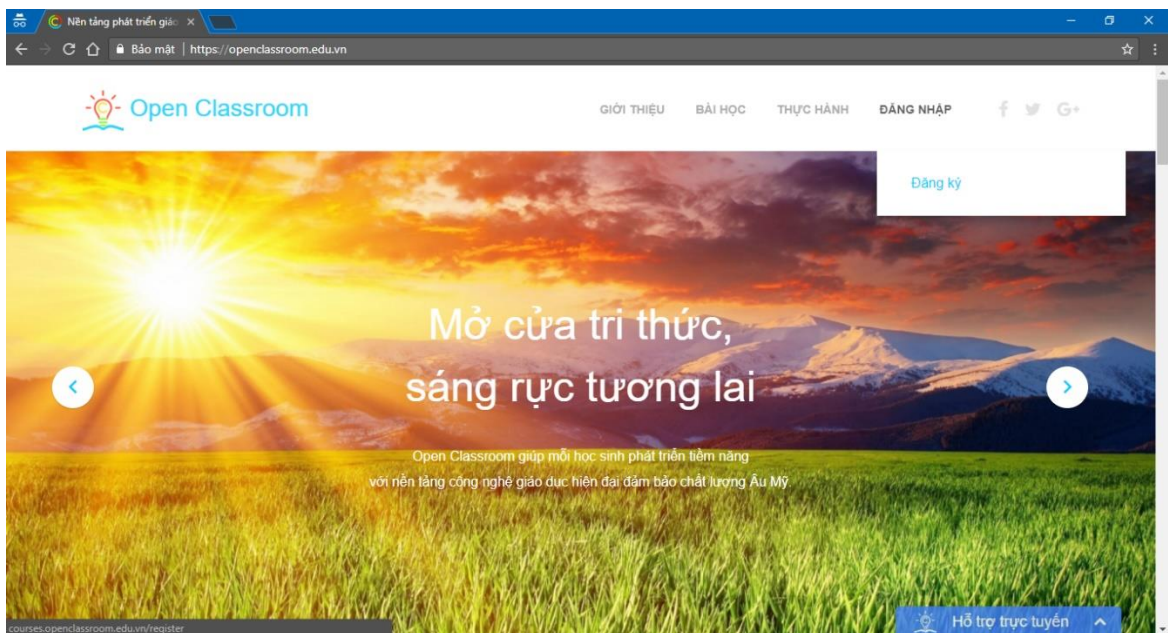 Nền tảng phát triển giáo
Bảo mật | https://openclassroom.edu.vn
Open Classroom
GIỚI THIỆU BÀI HỌC THỰC HÀNH ĐĂNG NHẬP f G+
Đăng ký
Mở cửa tri thức,
sáng rực tương lai
Open Classroom giúp mỗi học sinh phát triển tiềm năng
với nền tảng công nghệ giáo dục hiện đại đảm bảo chất lượng Âu Mỹ
Hỗ trợ trực tuyến
courses.openclassroom.edu.vn/register